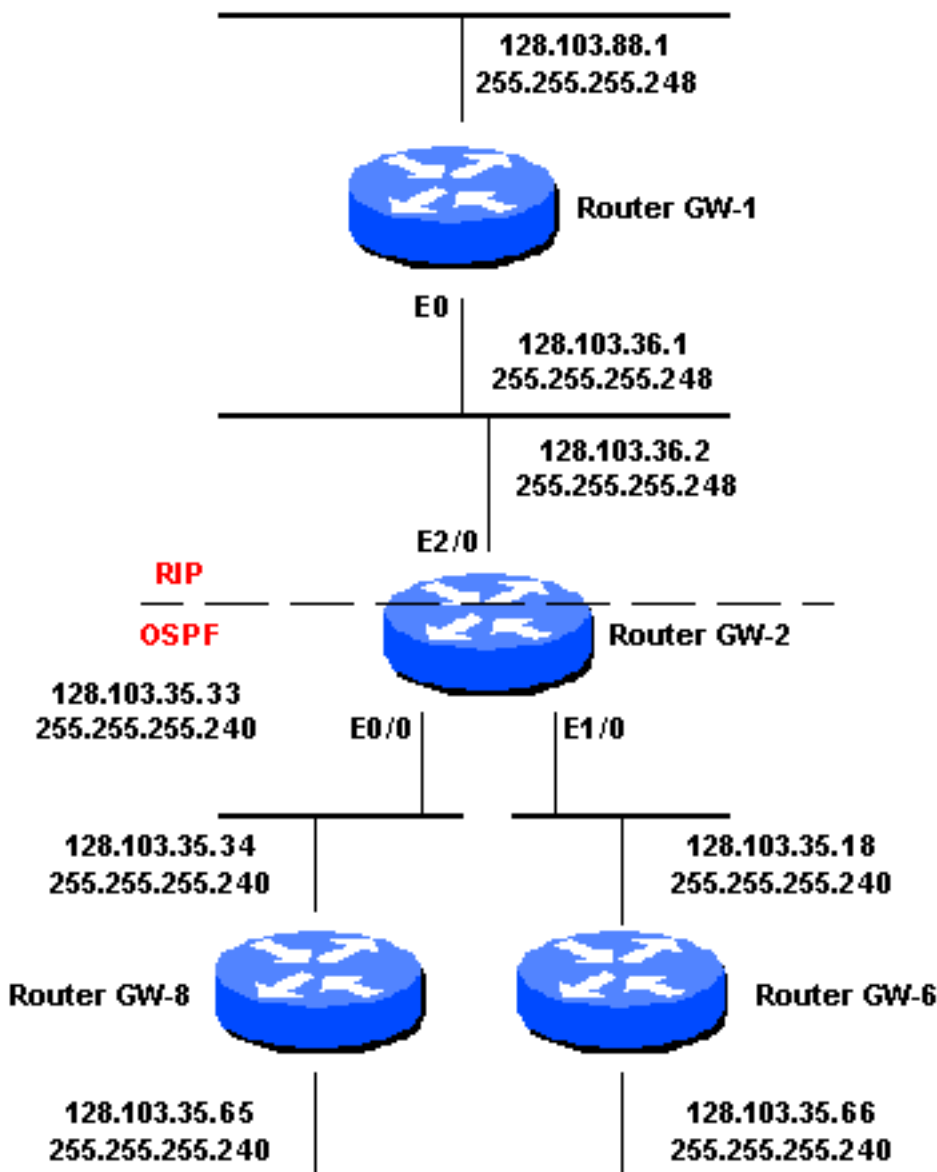 128.103.88.1
255.255.255.248
Router GW-1
E0
128.103.36.1
255.255.255.248
128.103.36.2
255.255.255.248
E2/0
RIP
OSPF
Router GW-2
128.103.35.33
255.255.255.240
E0/0
E1/0
128.103.35.34
255.255.255.240
128.103.35.18
255.255.255.240
Router GW-8
Router GW-6
128.103.35.65
255.255.255.240
128.103.35.66
255.255.255.240